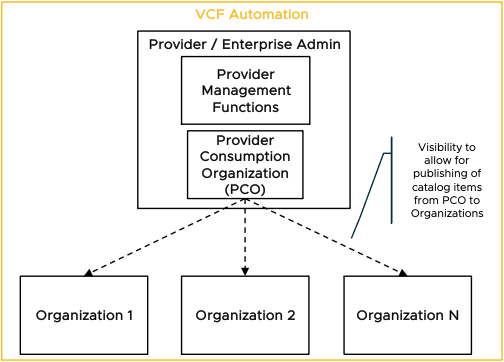 VCF Automation
Provider / Enterprise Admin
Provider
Management
Functions
Provider
Consumption
Organization
(PCO)
Visibility to
allow for
publishing of
catalog items
from PCO to
Organizations
Organization 1
Organization 2
Organization N